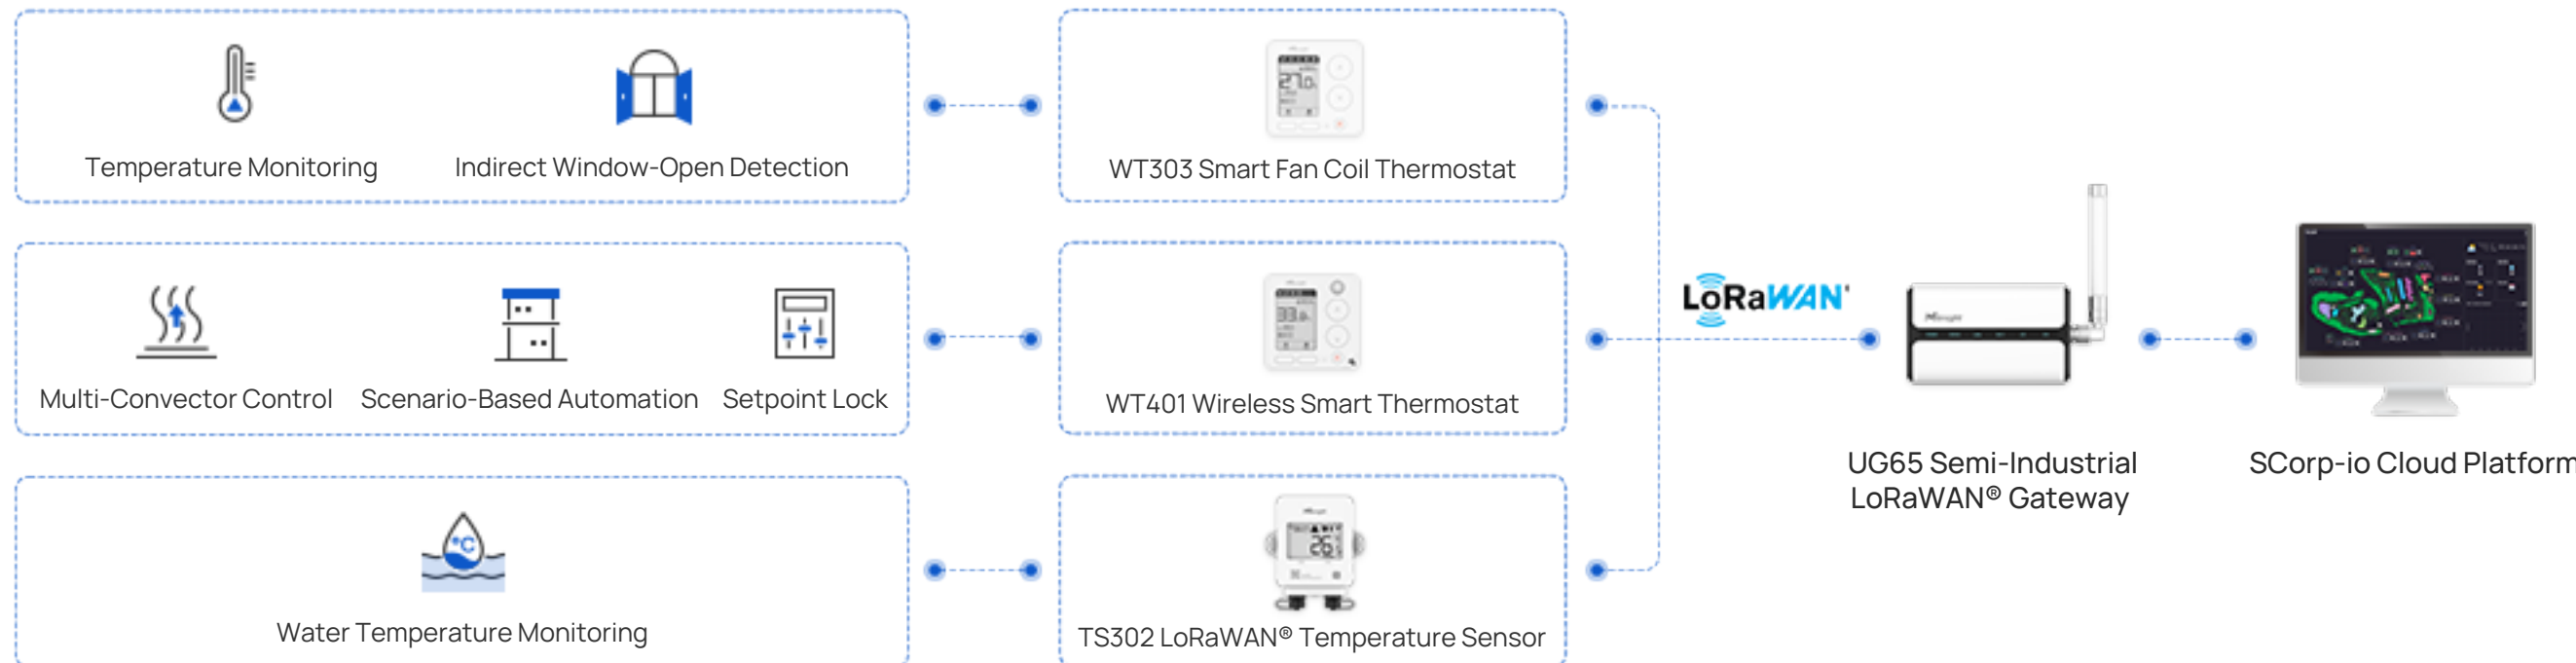 Temperature Monitoring
Indirect Window-Open Detection
WT303 Smart Fan Coil Thermostat
Multi-Convector Control
Scenario-Based Automation
Setpoint Lock
WT401 Wireless Smart Thermostat
Water Temperature Monitoring
°C
TS302 LoRaWAN® Temperature Sensor
LoRaWAN
UG65 Semi-Industrial
LoRaWAN® Gateway
SCorp-io Cloud Platform